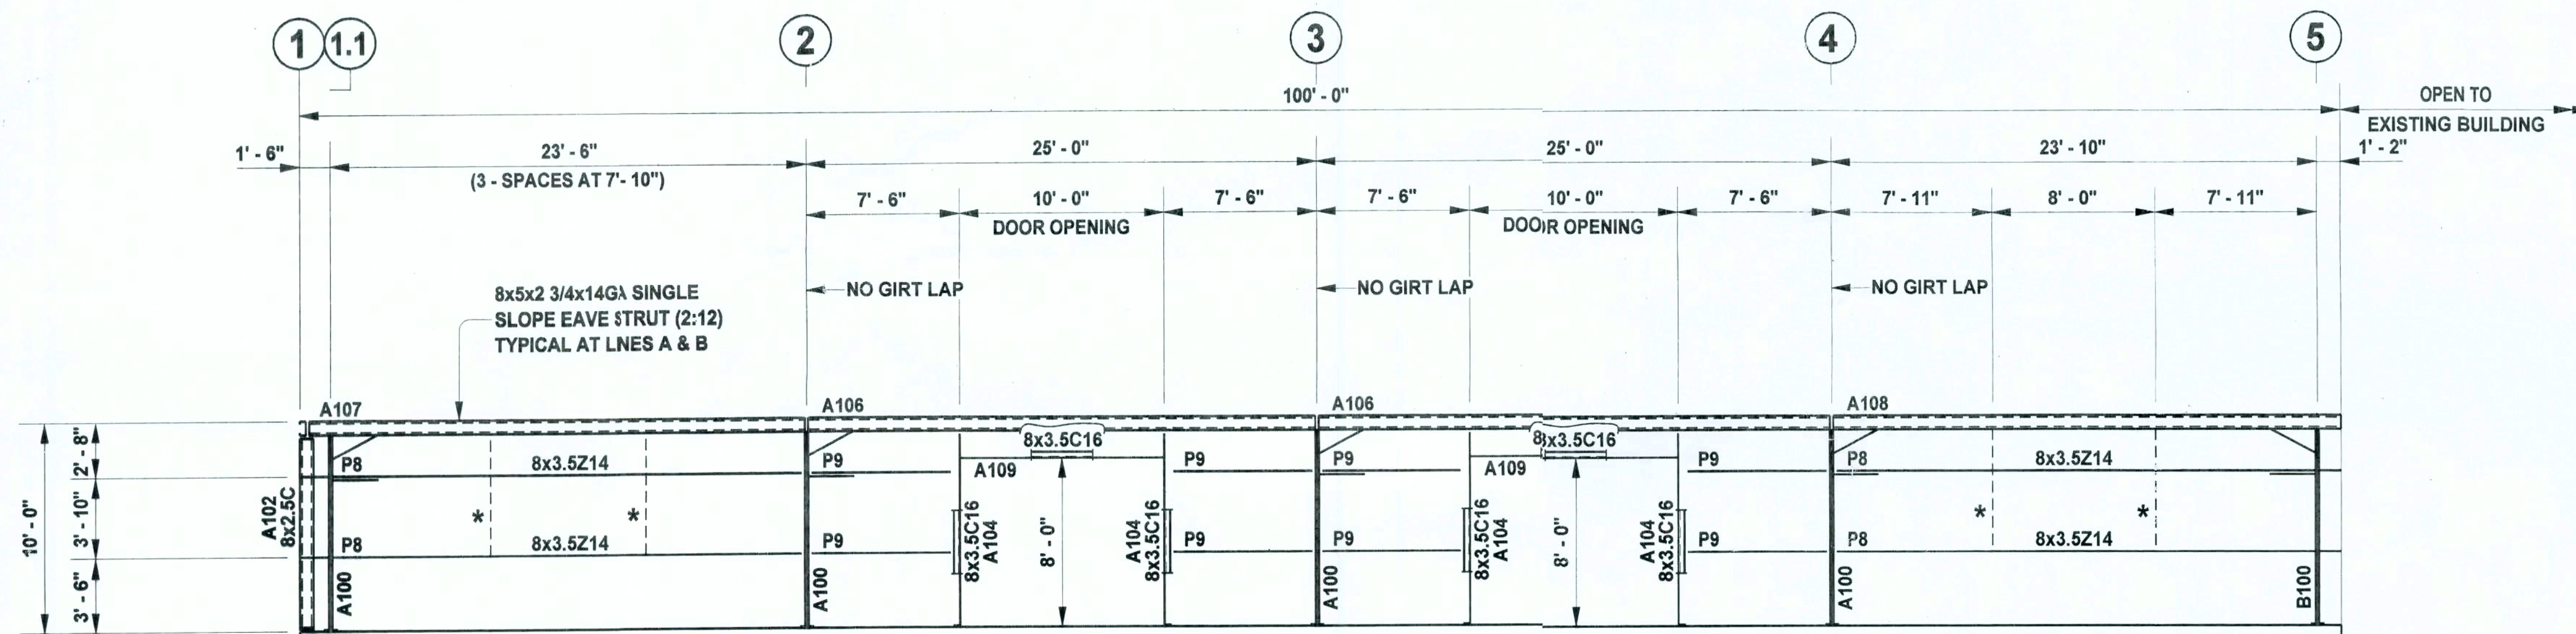 1
1.1
2
3
4
5
100' - 0"
OPEN TO
EXISTING BUILDING
1' - 6"
23' - 6"
25' - 0"
25' - 0"
23' - 10"
1' - 2"
(3 - SPACES AT 7'- 10")
7' - 6"
10' - 0"
7' - 6"
7' - 6"
10' - 0"
7' - 6"
7' - 11"
8' - 0"
7' - 11"
DOOR OPENING
DOOR OPENING
NO GIRT LAP
NO GIRT LAP
NO GIRT LAP
8x5x2 3/4x14GA SINGLE
SLOPE EAVE STRUT (2:12)
TYPICAL AT LNES A & B
A107
A106
A106
A108
10' - 0"
2' - 8"
3' - 10"
3' - 6"
A102
8x2.5C
P8
8x3.5Z14
P9
8x3.5C16
A109
P9
P9
8x3.5C16
A109
P9
P8
8x3.5Z14
*
*
*
*
P8
8x3.5Z14
P9
8x3.5C16
A104
8' - 0"
A104
8x3.5C16
P9
P9
8x3.5C16
A104
8' - 0"
A104
8x3.5C16
P9
P8
8x3.5Z14
A100
A100
A100
A100
B100